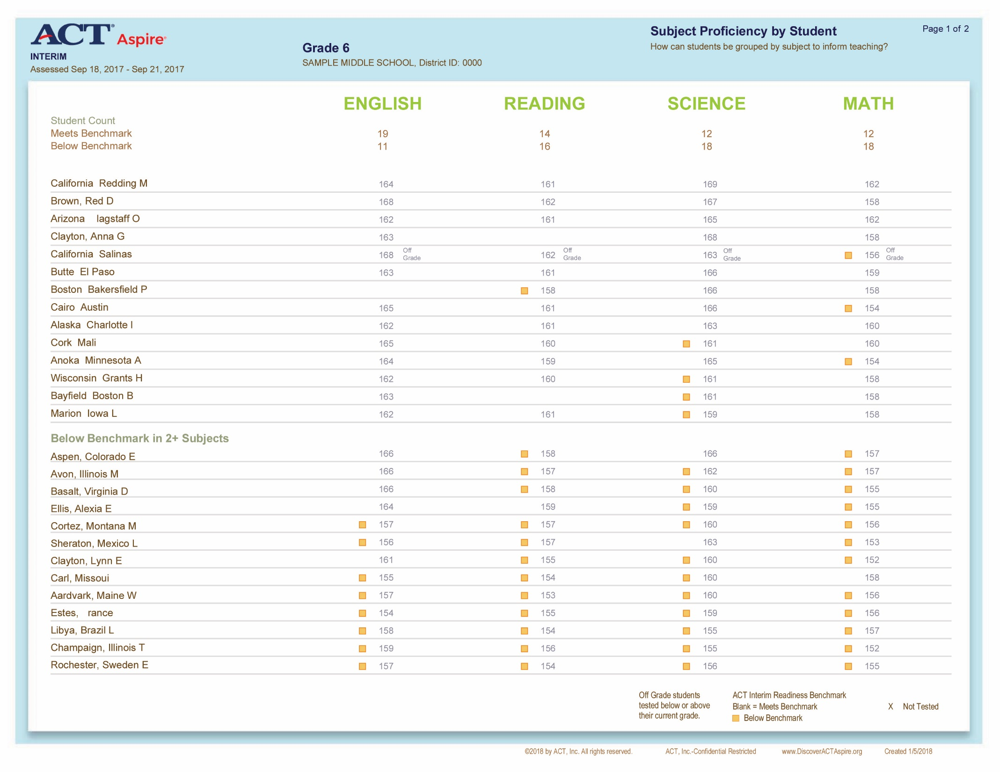 ACT® Aspire®
INTERIM
Assessed Sep 18, 2017 - Sep 21, 2017
Grade 6
SAMPLE MIDDLE SCHOOL, District ID: 0000
Subject Proficiency by Student
How can students be grouped by subject to inform teaching?
Page 1 of 2
ENGLISH READING SCIENCE MATH
Student Count
Meets Benchmark 19 14 12 12
Below Benchmark 11 16 18 18
California Redding M 164 161 169 162
Brown, Red D 168 162 167 158
Arizona lagstaff O 162 161 165 162
Clayton, Anna G 163 168 158
California Salinas 168 Off Grade 162 Off Grade 163 Off Grade 156 Off Grade
Butte El Paso 163 161 166 159
Boston Bakersfield P 158 166 158
Cairo Austin 165 161 166 154
Alaska Charlotte I 162 161 163 160
Cork Mali 165 160 161 160
Anoka Minnesota A 164 159 165 154
Wisconsin Grants H 162 160 161 158
Bayfield Boston B 163 161 158
Marion Iowa L 162 161 159 158
Below Benchmark in 2+ Subjects
Aspen, Colorado E 166 158 166 157
Avon, Illinois M 166 157 162 157
Basalt, Virginia D 166 158 160 155
Ellis, Alexia E 164 159 159 155
Cortez, Montana M 157 157 160 156
Sheraton, Mexico L 156 157 163 153
Clayton, Lynn E 161 155 160 152
Carl, Missoui 155 154 160 158
Aardvark, Maine W 157 153 160 156
Estes, rance 154 155 159 156
Libya, Brazil L 158 154 155 157
Champaign, Illinois T 159 156 155 152
Rochester, Sweden E 157 154 156 155
Off Grade students
tested below or above
their current grade.
ACT Interim Readiness Benchmark
Blank = Meets Benchmark
Below Benchmark
X Not Tested
©2018 by ACT, Inc. All rights reserved. ACT, Inc.-Confidential Restricted www.DiscoverACTAspire.org Created 1/5/2018